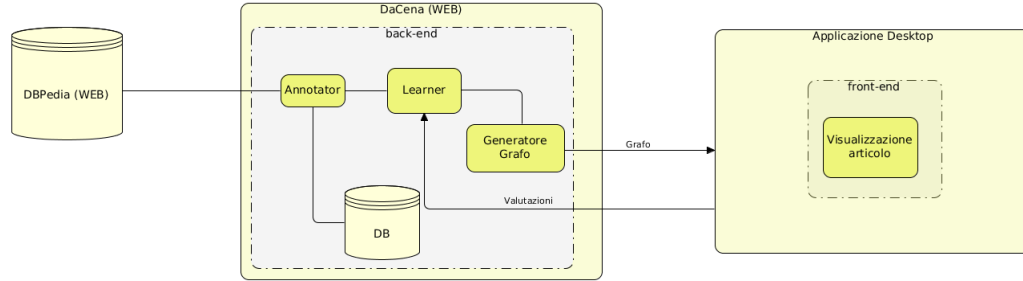 DaCena (WEB)
back-end
Applicazione Desktop
DBPedia (WEB)
Annotator
Learner
front-end
Generatore
Grafo
Grafo
Visualizzazione
articolo
Valutazioni
DB